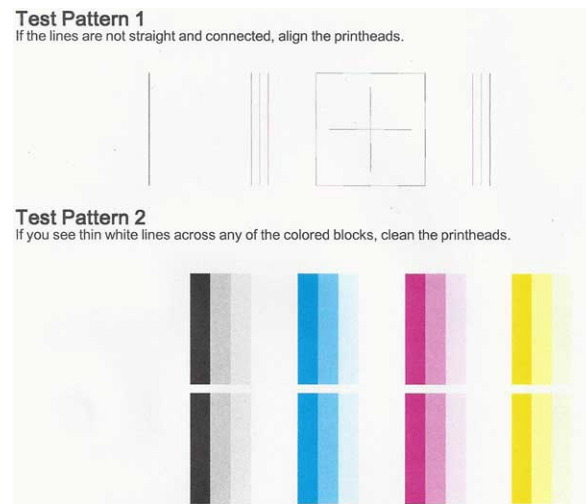 Test Pattern 1
If the lines are not straight and connected, align the printheads.
Test Pattern 2
If you see thin white lines across any of the colored blocks, clean the printheads.